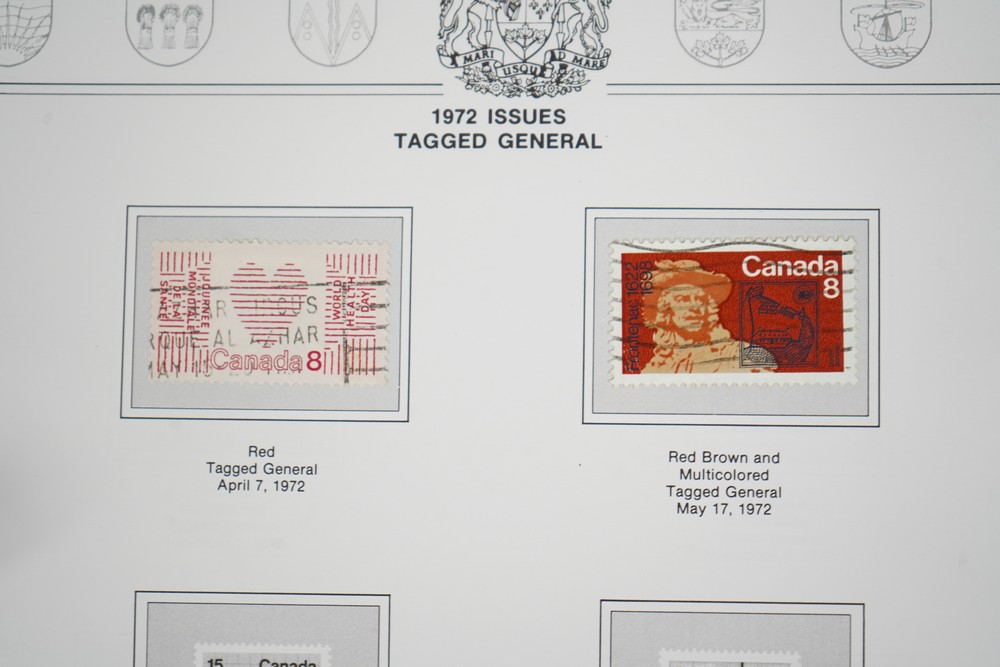 MARI
USQUE
AD MARE
1972 ISSUES
TAGGED GENERAL
JOURNÉE
MONDIALE
DE LA
SANTÉ
WORLD
HEALTH
DAY
Canada 8
Frontenac 1622
1698
Canada
8
Red
Tagged General
April 7, 1972
Red Brown and
Multicolored
Tagged General
May 17, 1972
15 Canada